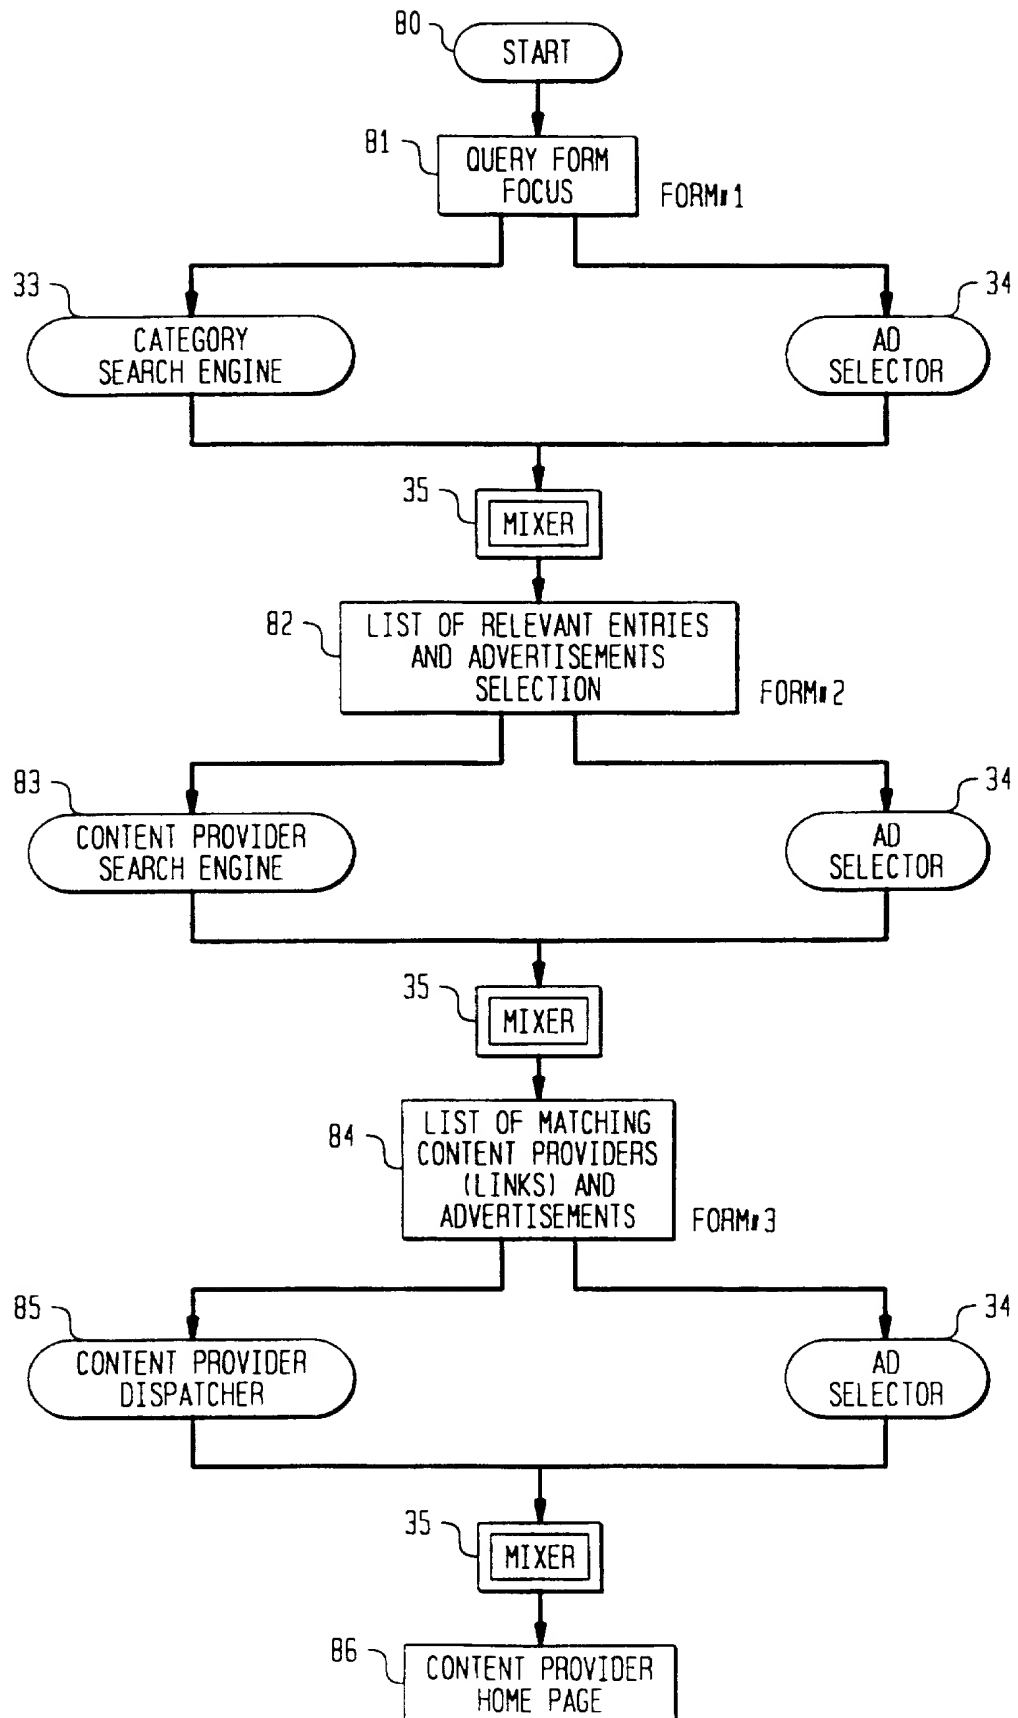 80
START
81
QUERY FORM
FOCUS
FORM#1
33
CATEGORY
SEARCH ENGINE
34
AD
SELECTOR
35
MIXER
82
LIST OF RELEVANT ENTRIES
AND ADVERTISEMENTS
SELECTION
FORM#2
83
CONTENT PROVIDER
SEARCH ENGINE
34
AD
SELECTOR
35
MIXER
84
LIST OF MATCHING
CONTENT PROVIDERS
(LINKS) AND
ADVERTISEMENTS
FORM#3
85
CONTENT PROVIDER
DISPATCHER
34
AD
SELECTOR
35
MIXER
86
CONTENT PROVIDER
HOME PAGE